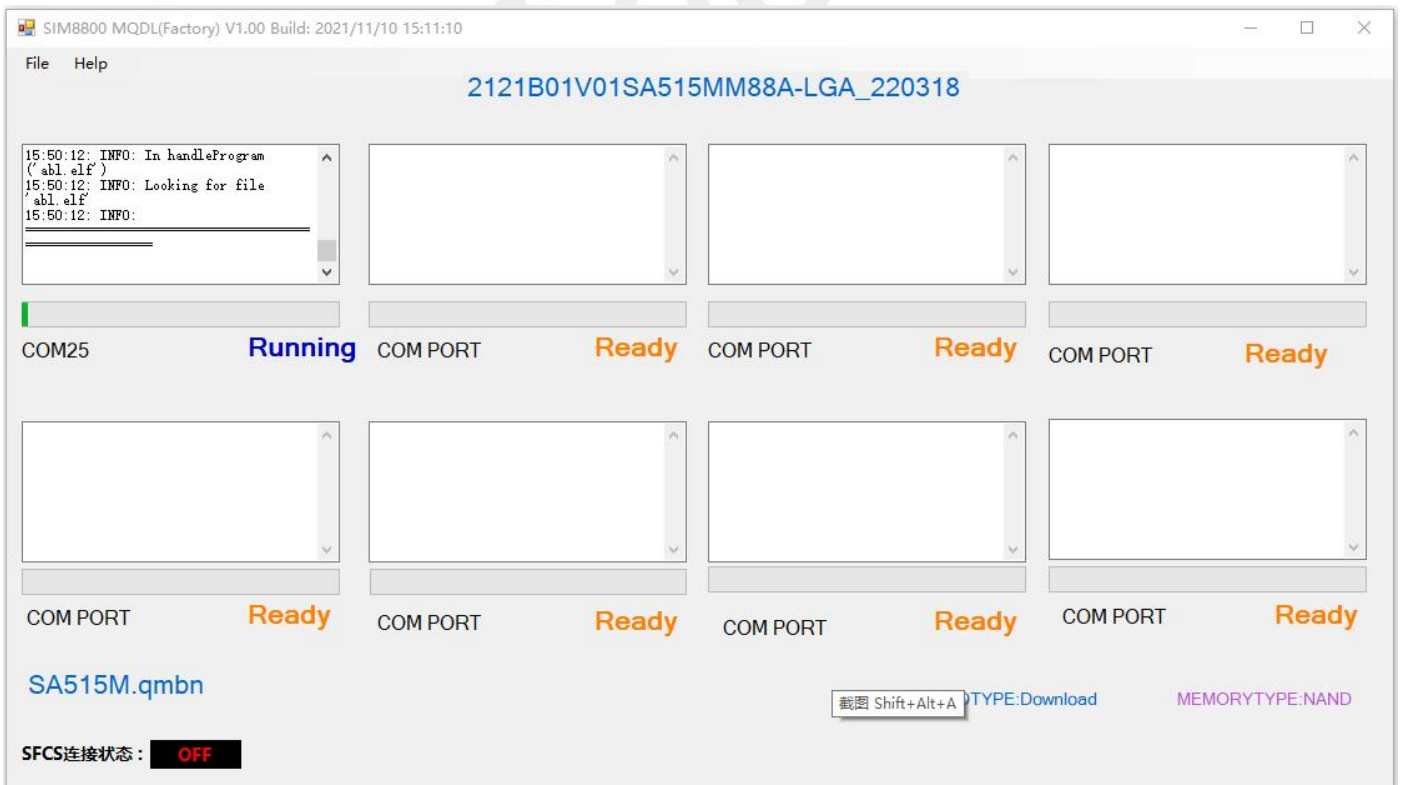 SIM8800 MQDL(Factory) V1.00 Build: 2021/11/10 15:11:10
File Help
2121B01V01SA515MM88A-LGA_220318
15:50:12: INFO: In handleProgram
('abl.elf')
15:50:12: INFO: Looking for file
'abl.elf'
15:50:12: INFO:
COM25 Running COM PORT Ready COM PORT Ready COM PORT Ready
COM PORT Ready COM PORT Ready COM PORT Ready COM PORT Ready
SA515M.qmbn
截图 Shift+Alt+A
TYPE:Download MEMORYTYPE:NAND
SFCS连接状态： OFF